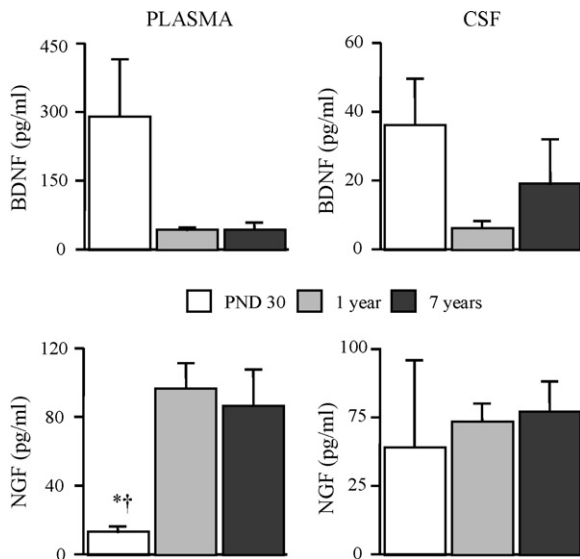 PLASMA
CSF
BDNF (pg/ml)
450
300
150
0
BDNF (pg/ml)
60
40
20
0
PND 30
1 year
7 years
NGF (pg/ml)
120
80
40
0
*†
NGF (pg/ml)
100
75
50
25
0